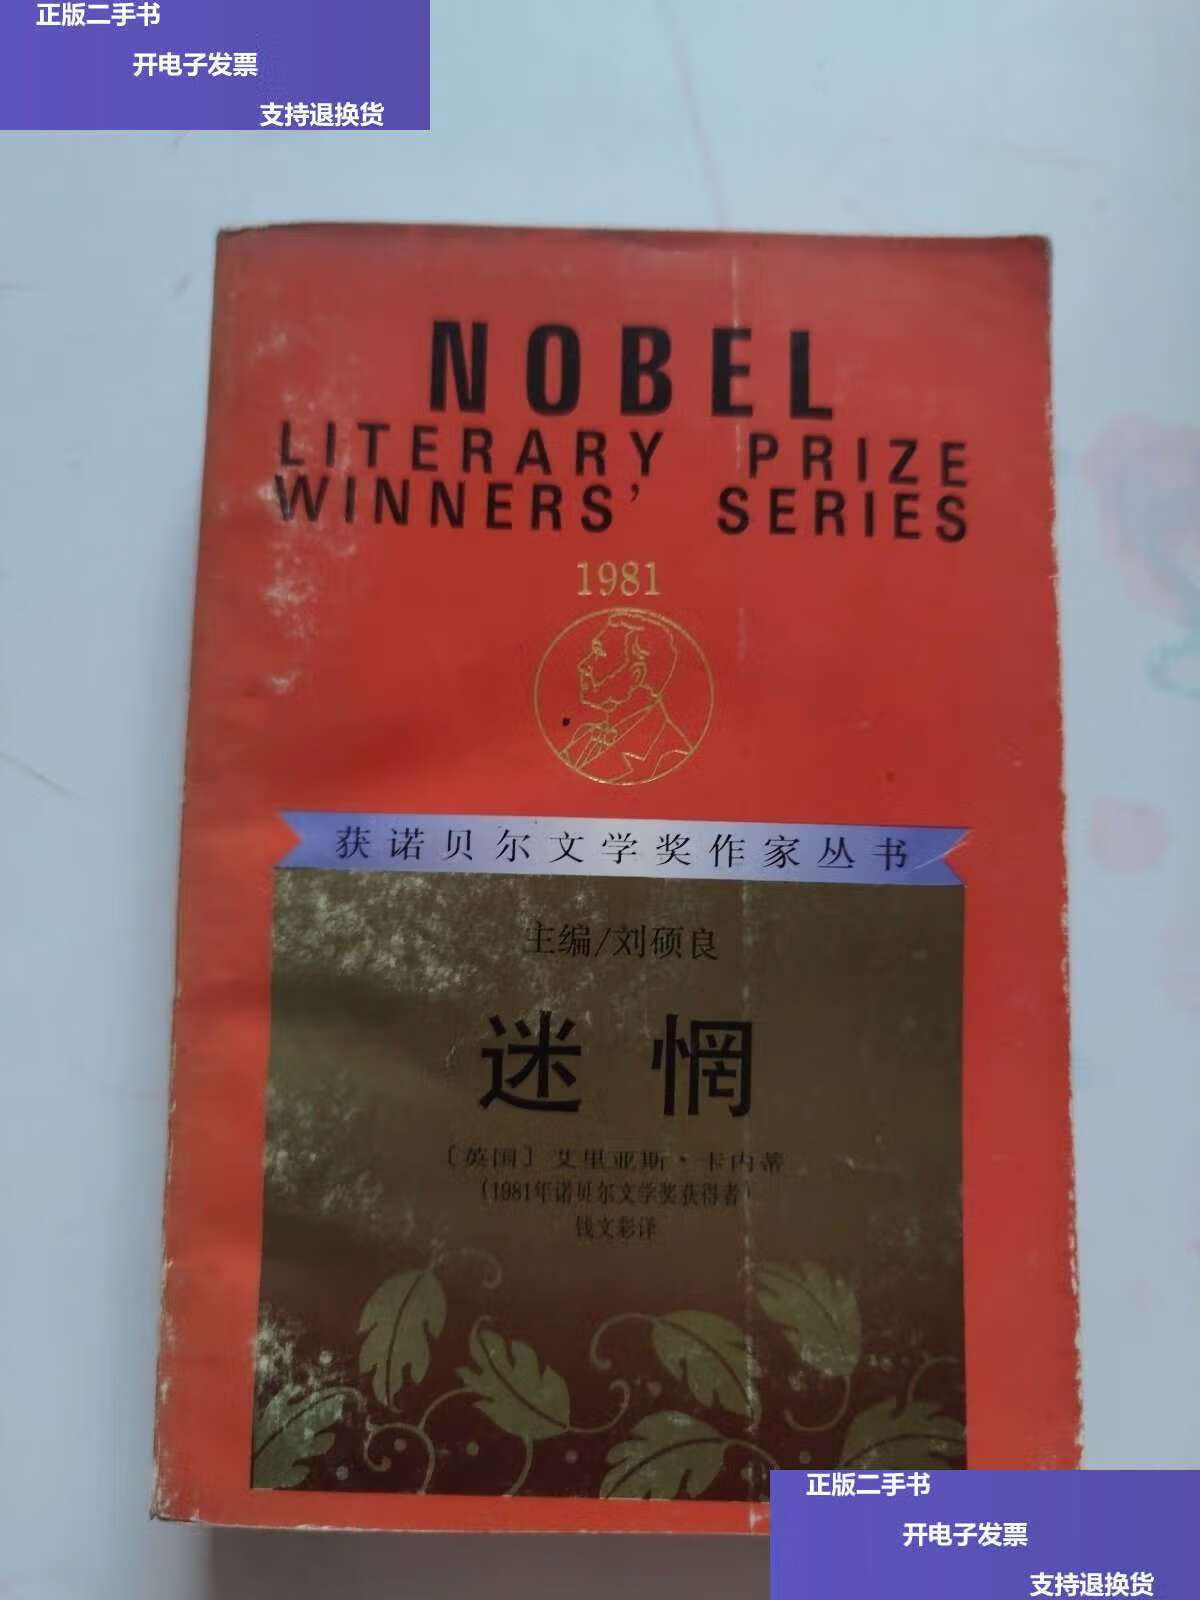 正版二手书
开电子发票
支持退换货
NOBEL
LITERARY PRIZE
WINNERS' SERIES
1981
获诺贝尔文学奖作家丛书
主编/刘硕良
迷惘
〔英国〕艾里亚斯·卡内蒂
(1981年诺贝尔文学奖获得者)
钱文彩译
正版二手书
开电子发票
支持退换货